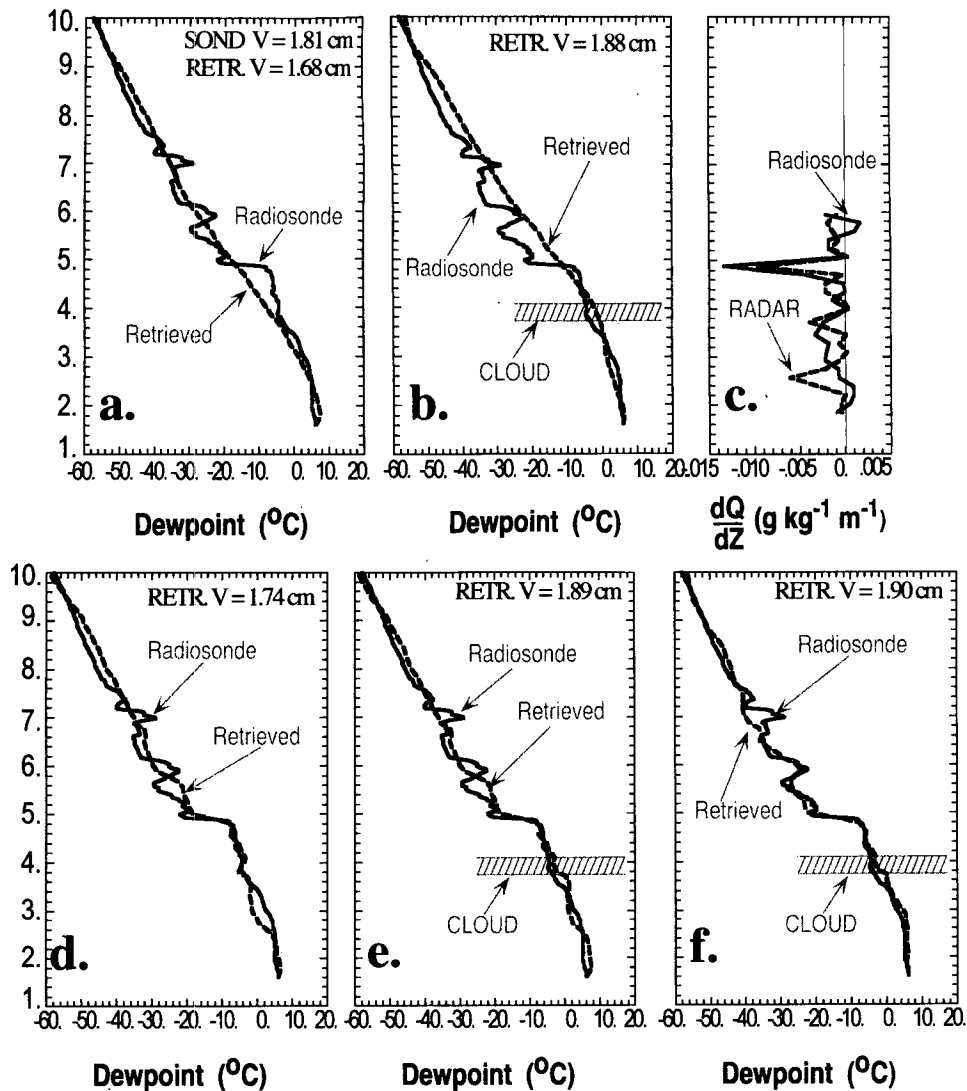 SOND V = 1.81 cm
RETR. V = 1.68 cm
Radiosonde
Retrieved
a.
10.
9.
8.
7.
6.
5.
4.
3.
2.
1.
-60. -50. -40. -30. -20. -10. 0. 10. 20.
Dewpoint (°C)
RETR. V = 1.88 cm
Retrieved
Radiosonde
CLOUD
b.
-60. -50. -40. -30. -20. -10. 0. 10. 20.
Dewpoint (°C)
Radiosonde
RADAR
c.
-.015 -.010 -.005 0 .005
dQ
dZ (g kg⁻¹ m⁻¹)
RETR. V = 1.74 cm
Radiosonde
Retrieved
d.
10.
9.
8.
7.
6.
5.
4.
3.
2.
1.
-60. -50. -40. -30. -20. -10. 0. 10. 20.
Dewpoint (°C)
RETR. V = 1.89 cm
Radiosonde
Retrieved
CLOUD
e.
-60. -50. -40. -30. -20. -10. 0. 10. 20.
Dewpoint (°C)
RETR. V = 1.90 cm
Radiosonde
Retrieved
CLOUD
f.
-60. -50. -40. -30. -20. -10. 0. 10. 20.
Dewpoint (°C)